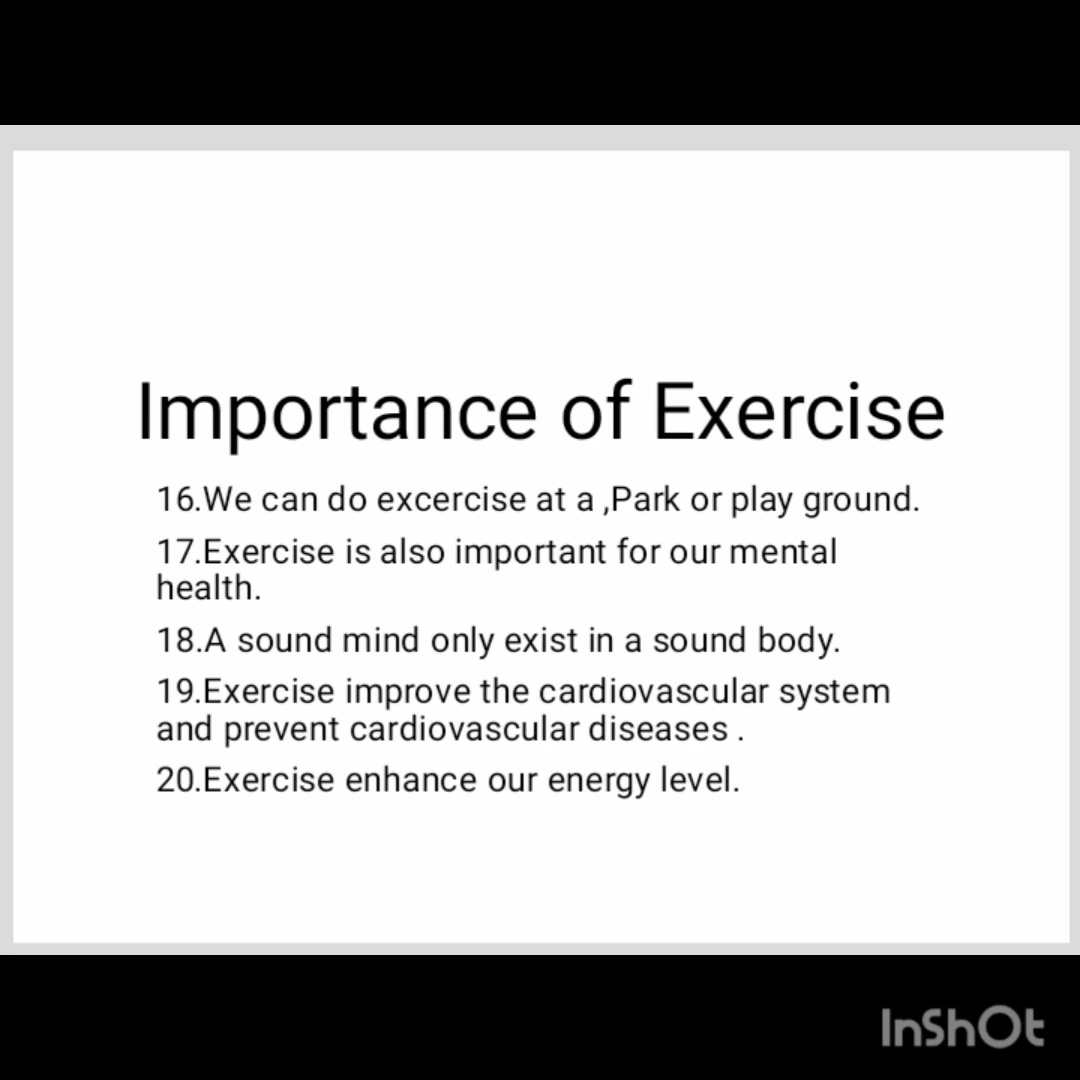 Importance of Exercise
16.We can do excercise at a ,Park or play ground.
17.Exercise is also important for our mental
health.
18.A sound mind only exist in a sound body.
19.Exercise improve the cardiovascular system
and prevent cardiovascular diseases .
20.Exercise enhance our energy level.
InShOt